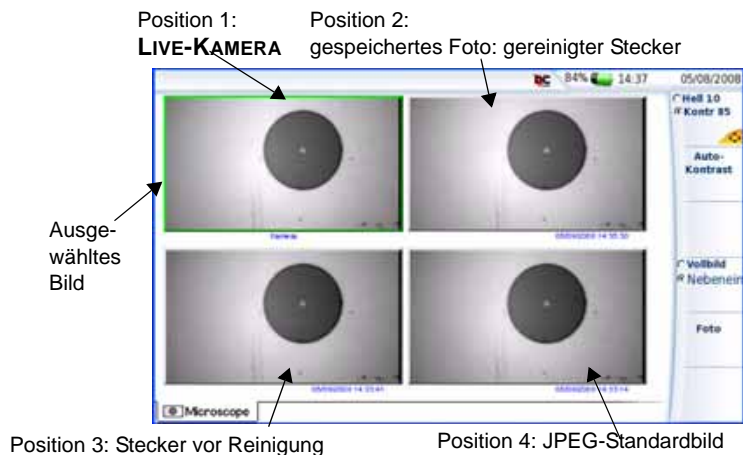 Position 1:
LIVE-KAMERA
Position 2:
gespeichertes Foto: gereinigter Stecker
84% 14:37 05/08/2008
Hell 10
Kontr 85
Auto-
Kontrast
Ausge-
wähltes
Bild
Vollbild
Nebenein
Foto
Microscope
Position 3: Stecker vor Reinigung
Position 4: JPEG-Standardbild